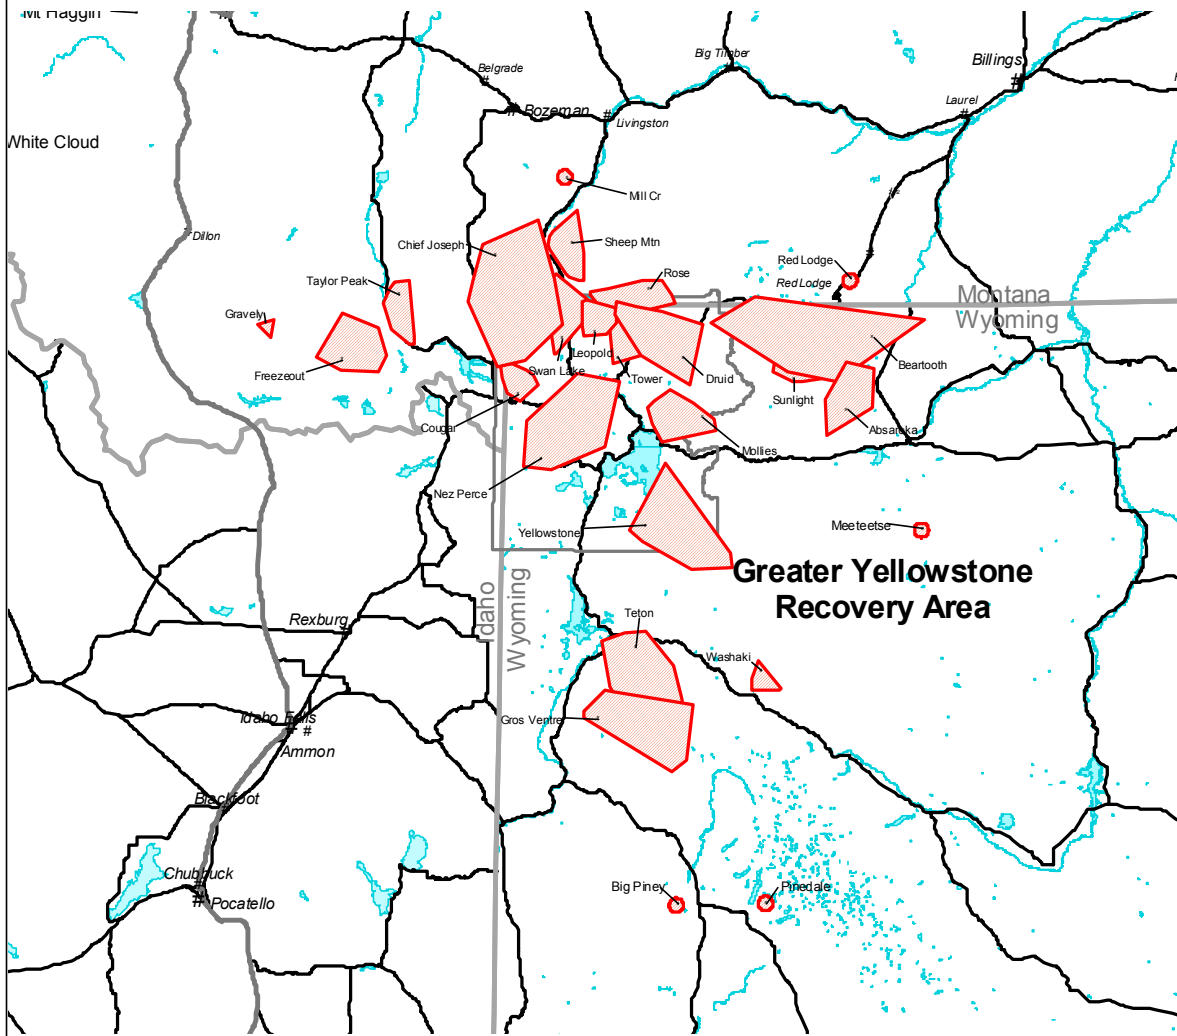 Mt Haggin
Big Timber
Billings
Belgrade
Bozeman
Livingston
Laurel
White Cloud
Mill Cr
Dillon
Chief Joseph
Sheep Mtn
Red Lodge
Rose
Taylor Peak
Red Lodge
Montana
Wyoming
Gravely
Leopold
Swan Lake
Tower
Druid
Beartooth
Freezeout
Sunlight
Cougar
Absaroka
Mollies
Nez Perce
Yellowstone
Meeteetse
Greater Yellowstone
Recovery Area
Idaho
Wyoming
Rexburg
Teton
Washaki
Idaho Falls
Gros Ventre
Ammon
Blackfoot
Chubbuck
Big Piney
Pinedale
Pocatello